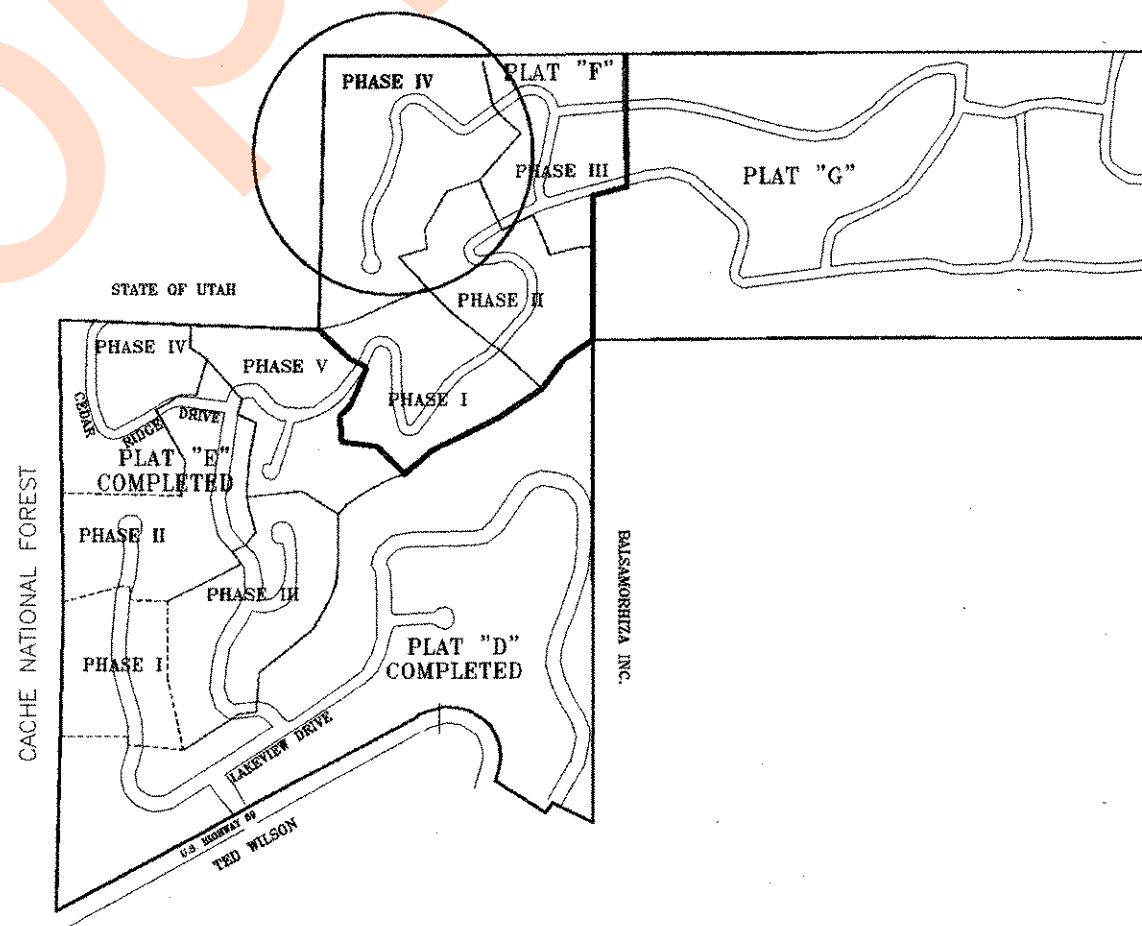 PHASE IV
PLAT "F"
PHASE III
PLAT "G"
STATE OF UTAH
PHASE II
PHASE IV
PHASE V
PHASE I
CEDAR
RIDGE
DRIVE
PLAT "E"
COMPLETED
CACHE NATIONAL FOREST
PHASE II
BALSAMORHIZA INC.
PHASE III
PLAT "D"
COMPLETED
PHASE I
LAKEVIEW DRIVE
U.S. HIGHWAY 89
TED WILSON